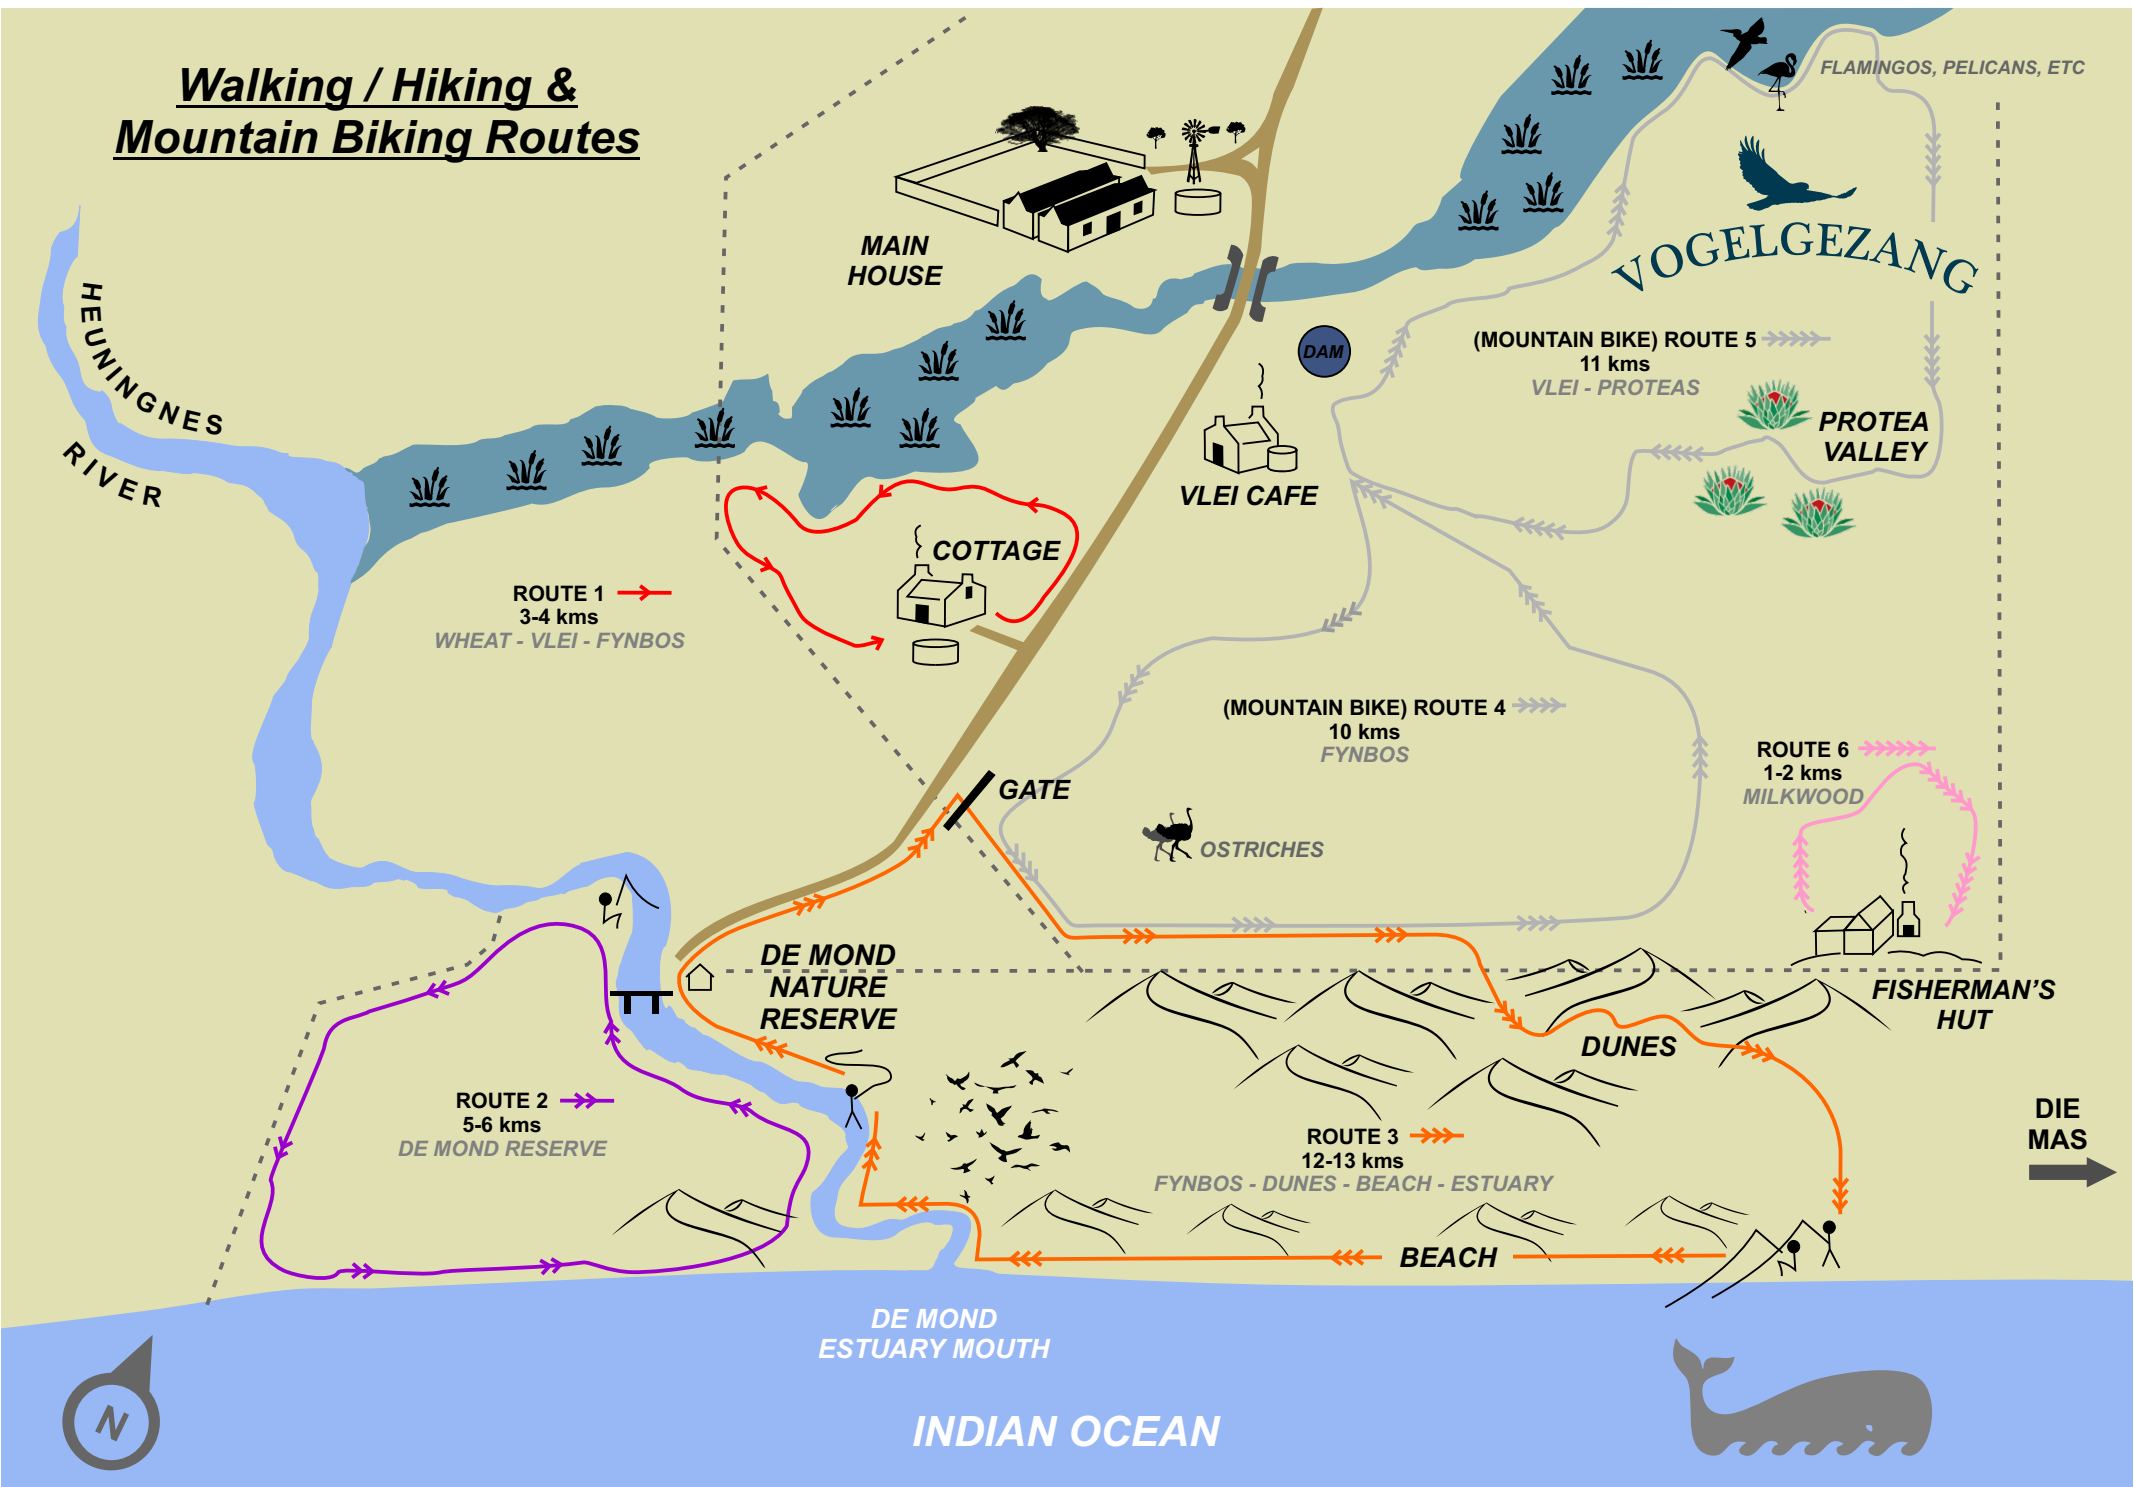 Walking / Hiking &
Mountain Biking Routes
FLAMINGOS, PELICANS, ETC
VOGELGEZANG
MAIN
HOUSE
HEUNINGNES
RIVER
DAM
(MOUNTAIN BIKE) ROUTE 5
11 kms
VLEI - PROTEAS
PROTEA
VALLEY
VLEI CAFE
COTTAGE
ROUTE 1
3-4 kms
WHEAT - VLEI - FYNBOS
(MOUNTAIN BIKE) ROUTE 4
10 kms
FYNBOS
ROUTE 6
1-2 kms
MILKWOOD
GATE
OSTRICHES
DE MOND
NATURE
RESERVE
FISHERMAN'S
HUT
DUNES
ROUTE 2
5-6 kms
DE MOND RESERVE
ROUTE 3
12-13 kms
FYNBOS - DUNES - BEACH - ESTUARY
DIE
MAS
BEACH
DE MOND
ESTUARY MOUTH
N
INDIAN OCEAN